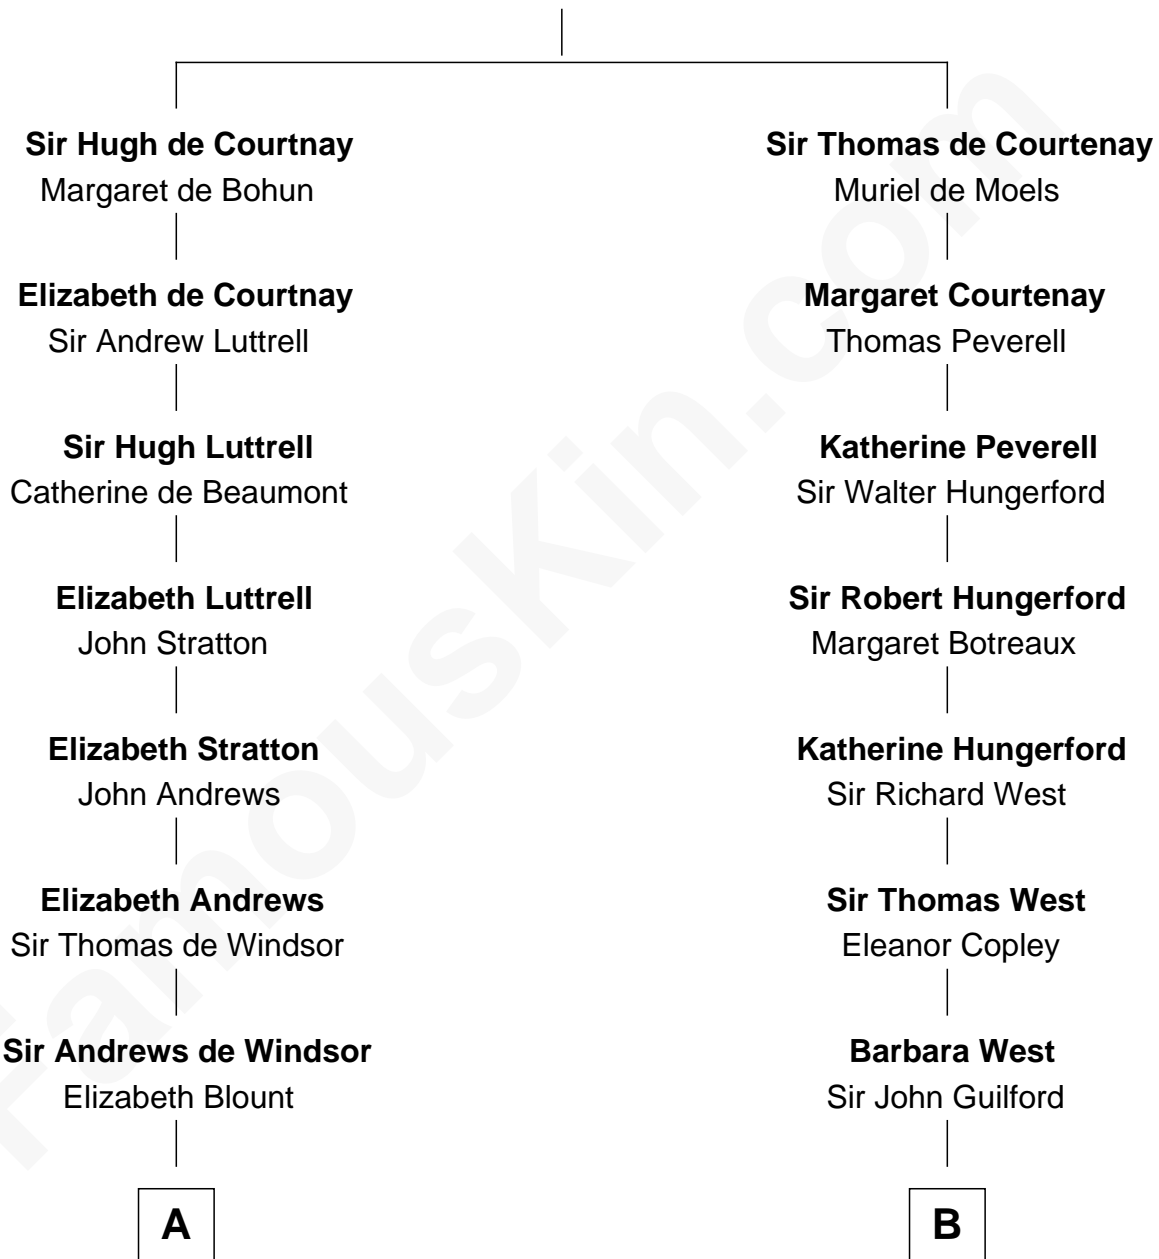 Sir Hugh de Courtnay
Margaret de Bohun
Elizabeth de Courtnay
Sir Andrew Luttrell
Sir Hugh Luttrell
Catherine de Beaumont
Elizabeth Luttrell
John Stratton
Elizabeth Stratton
John Andrews
Elizabeth Andrews
Sir Thomas de Windsor
Sir Andrews de Windsor
Elizabeth Blount
A
Sir Thomas de Courtenay
Muriel de Moels
Margaret Courtenay
Thomas Peverell
Katherine Peverell
Sir Walter Hungerford
Sir Robert Hungerford
Margaret Botreaux
Katherine Hungerford
Sir Richard West
Sir Thomas West
Eleanor Copley
Barbara West
Sir John Guilford
B
FamousKin.com